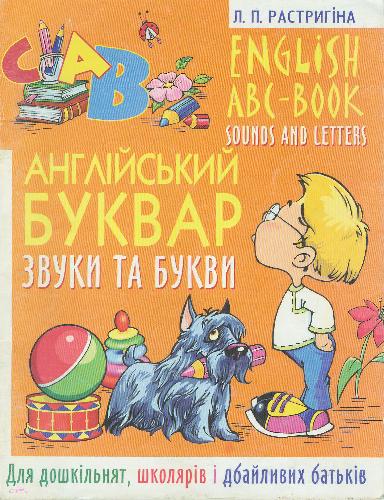 Л. П. РАСТРИГІНА
C A B
ENGLISH
ABC-BOOK
SOUNDS AND LETTERS
АНГЛІЙСЬКИЙ
БУКВАР
ЗВУКИ ТА БУКВИ
Для дошкільнят, школярів і дбайливих батьків